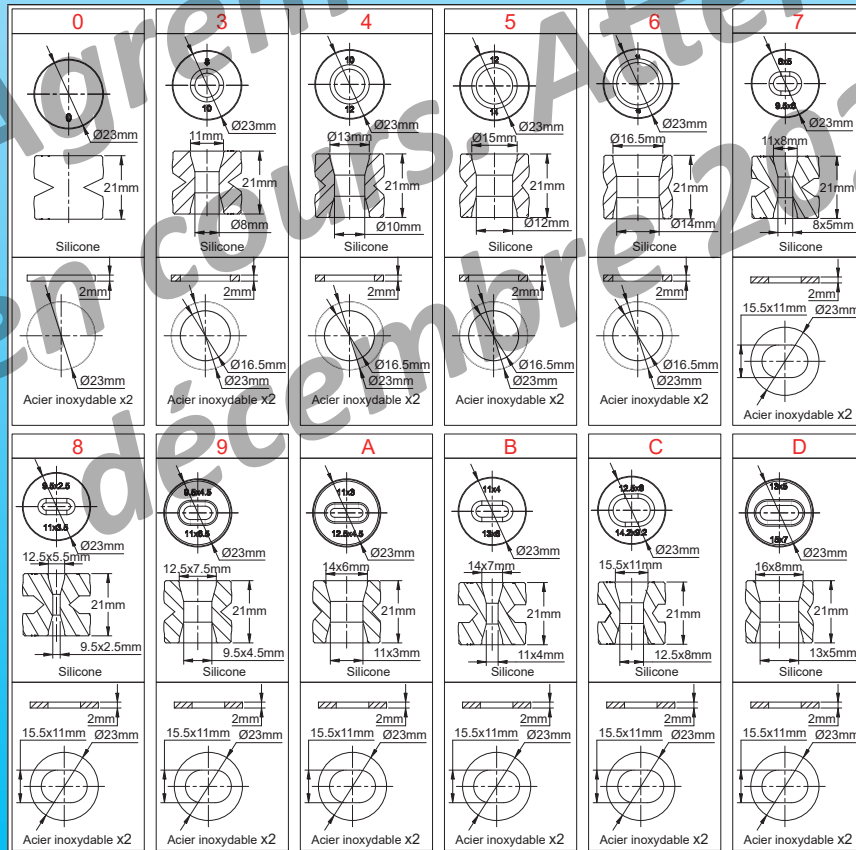 0
0
Ø23mm
21mm
Silicone
2mm
Ø23mm
Acier inoxydable x2
3
8
10
Ø23mm
11mm
21mm
Ø8mm
Silicone
2mm
Ø16.5mm
Ø23mm
Acier inoxydable x2
4
10
12
Ø23mm
Ø13mm
21mm
Ø10mm
Silicone
2mm
Ø16.5mm
Ø23mm
Acier inoxydable x2
5
12
14
Ø23mm
Ø15mm
21mm
Ø12mm
Silicone
2mm
Ø16.5mm
Ø23mm
Acier inoxydable x2
6
Ø23mm
Ø16.5mm
21mm
Ø14mm
Silicone
2mm
Ø16.5mm
Ø23mm
Acier inoxydable x2
7
8x5
9.5x6
Ø23mm
11x8mm
21mm
8x5mm
Silicone
2mm
15.5x11mm
Ø23mm
Acier inoxydable x2
8
9.5x2.5
11x3.5
Ø23mm
12.5x5.5mm
21mm
9.5x2.5mm
Silicone
2mm
15.5x11mm
Ø23mm
Acier inoxydable x2
9
9.5x4.5
11x6.5
Ø23mm
12.5x7.5mm
21mm
9.5x4.5mm
Silicone
2mm
15.5x11mm
Ø23mm
Acier inoxydable x2
A
11x3
12.5x4.5
Ø23mm
14x6mm
21mm
11x3mm
Silicone
2mm
15.5x11mm
Ø23mm
Acier inoxydable x2
B
11x4
13x6
Ø23mm
14x7mm
21mm
11x4mm
Silicone
2mm
15.5x11mm
Ø23mm
Acier inoxydable x2
C
12.5x8
14.2x9.2
Ø23mm
15.5x11mm
21mm
12.5x8mm
Silicone
2mm
15.5x11mm
Ø23mm
Acier inoxydable x2
D
13x5
15x7
Ø23mm
16x8mm
21mm
13x5mm
Silicone
2mm
15.5x11mm
Ø23mm
Acier inoxydable x2
Agrem
en cours. Atte
décembre 202